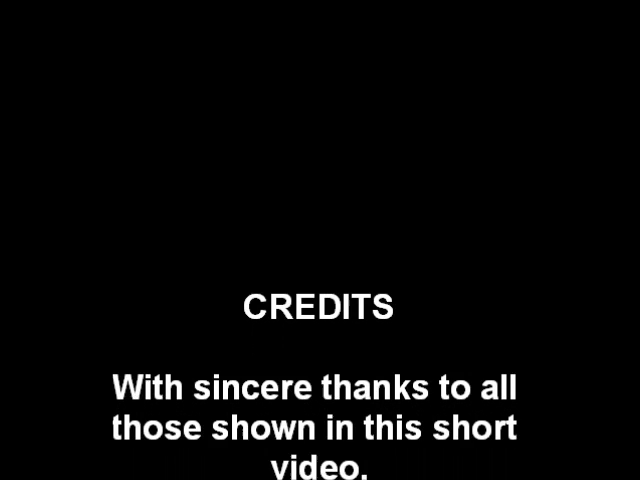 CREDITS
With sincere thanks to all
those shown in this short
video.